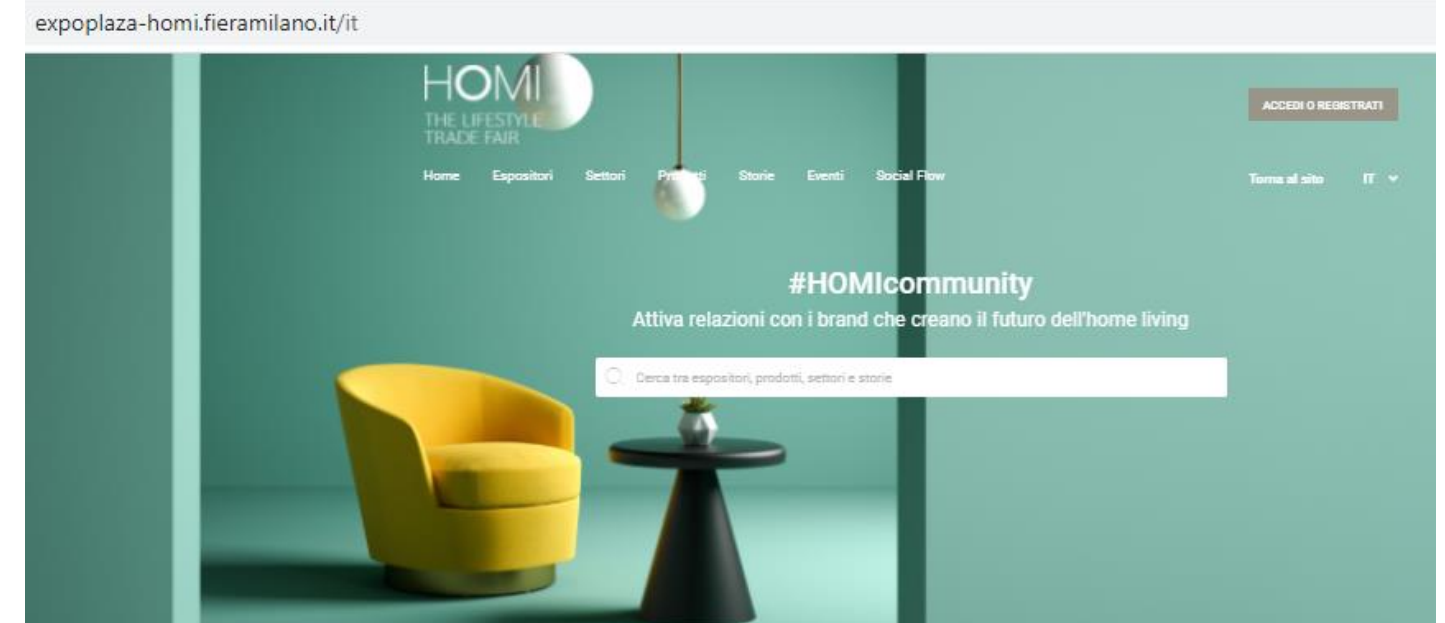 expoplaza-homi.fieramilano.it/it
HOMI
THE LIFESTYLE
TRADE FAIR
ACCEDI O REGISTRATI
Home Espositori Settori Prodotti Storie Eventi Social Flow
Torna al sito IT
#HOMIcommunity
Attiva relazioni con i brand che creano il futuro dell'home living
Cerca tra espositori, prodotti, settori e storie